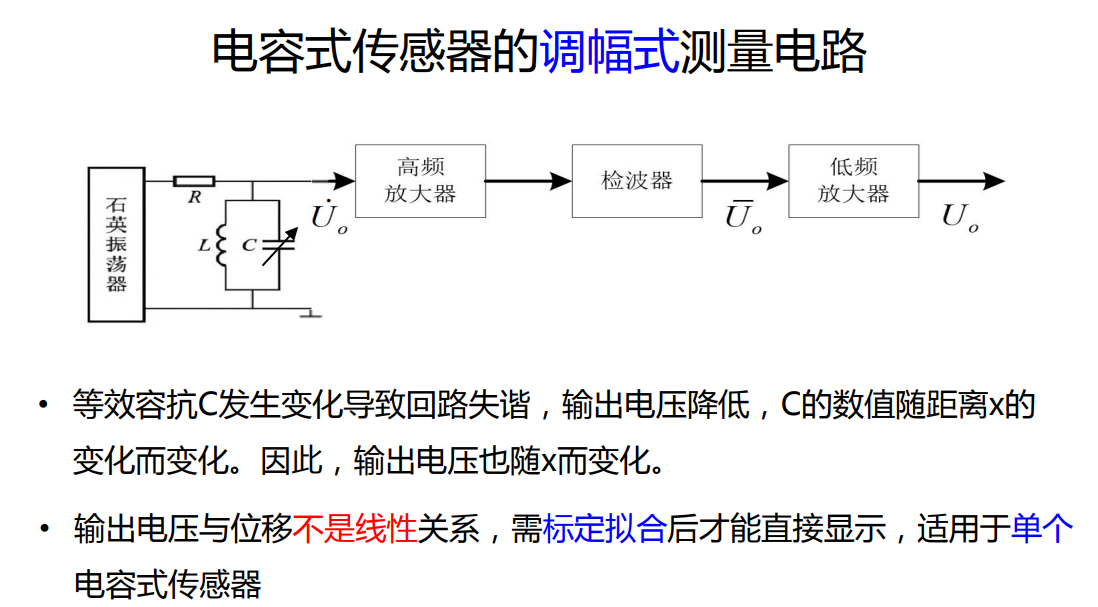 电容式传感器的调幅式测量电路
石英振荡器
R
L
C
U̇o
高频
放大器
检波器
U̅o
低频
放大器
Uo
• 等效容抗C发生变化导致回路失谐，输出电压降低，C的数值随距离x的
变化而变化。因此，输出电压也随x而变化。
• 输出电压与位移不是线性关系，需标定拟合后才能直接显示，适用于单个
电容式传感器